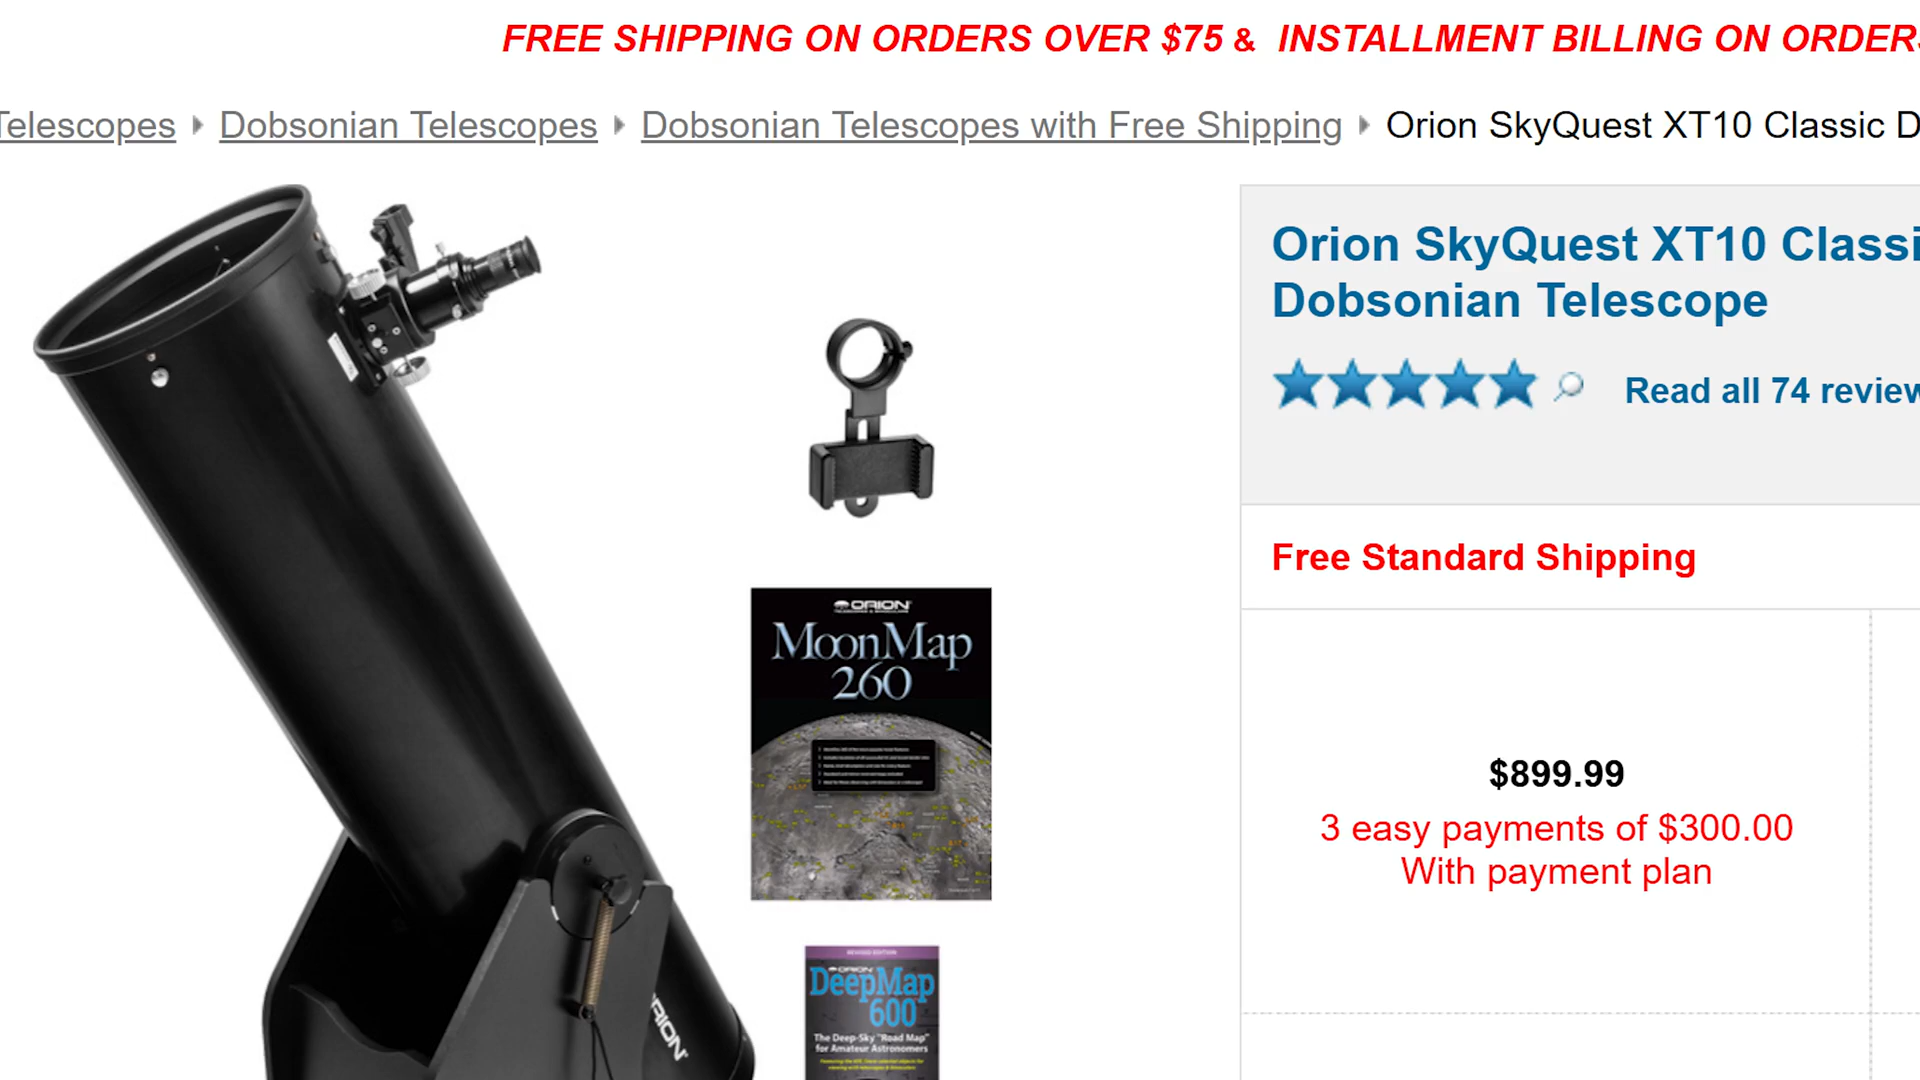 FREE SHIPPING ON ORDERS OVER $75 & INSTALLMENT BILLING ON ORDERS
Telescopes
Dobsonian Telescopes
Dobsonian Telescopes with Free Shipping
Orion SkyQuest XT10 Classic D
Orion SkyQuest XT10 Classi
Dobsonian Telescope
Read all 74 review
Free Standard Shipping
$899.99
3 easy payments of $300.00
With payment plan
ORION
MoonMap
260
REVISED EDITION
ORION
DeepMap
600
The Deep-Sky "Road Map"
for Amateur Astronomers
ORION